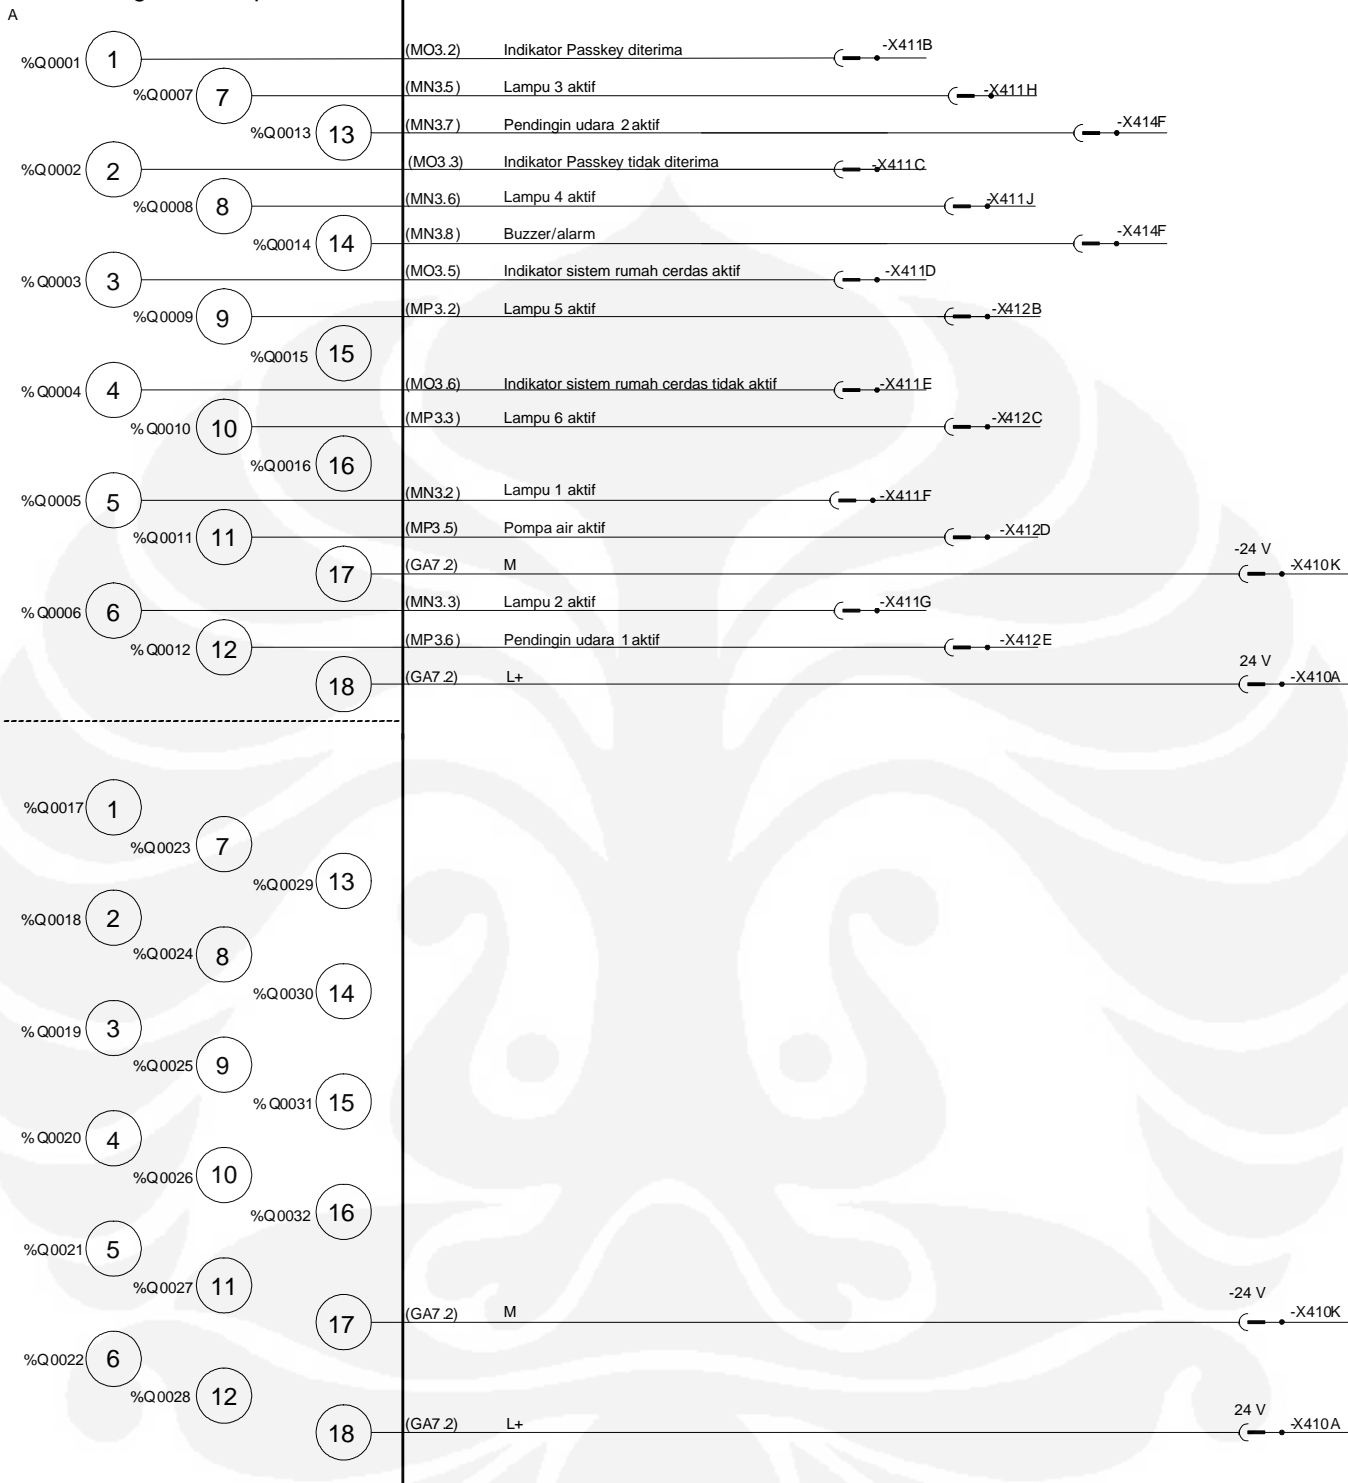 A
%Q0001 1 (MO3.2) Indikator Passkey diterima -X411B
%Q0007 7 (MN3.5) Lampu 3 aktif -X411H
%Q0013 13 (MN3.7) Pendingin udara 2 aktif -X414F
%Q0002 2 (MO3.3) Indikator Passkey tidak diterima -X411C
%Q0008 8 (MN3.6) Lampu 4 aktif -X411J
%Q0014 14 (MN3.8) Buzzer/alarm -X414F
%Q0003 3 (MO3.5) Indikator sistem rumah cerdas aktif -X411D
%Q0009 9 (MP3.2) Lampu 5 aktif -X412B
%Q0015 15
%Q0004 4 (MO3.6) Indikator sistem rumah cerdas tidak aktif -X411E
%Q0010 10 (MP3.3) Lampu 6 aktif -X412C
%Q0016 16
%Q0005 5 (MN3.2) Lampu 1 aktif -X411F
%Q0011 11 (MP3.5) Pompa air aktif -X412D
-24 V
17 (GA7.2) M -X410K
%Q0006 6 (MN3.3) Lampu 2 aktif -X411G
%Q0012 12 (MP3.6) Pendingin udara 1 aktif -X412E
24 V
18 (GA7.2) L+ -X410A
%Q0017 1
%Q0023 7
%Q0029 13
%Q0018 2
%Q0024 8
%Q0030 14
%Q0019 3
%Q0025 9
%Q0031 15
%Q0020 4
%Q0026 10
%Q0032 16
%Q0021 5
%Q0027 11
-24 V
17 (GA7.2) M -X410K
%Q0022 6
%Q0028 12
24 V
18 (GA7.2) L+ -X410A